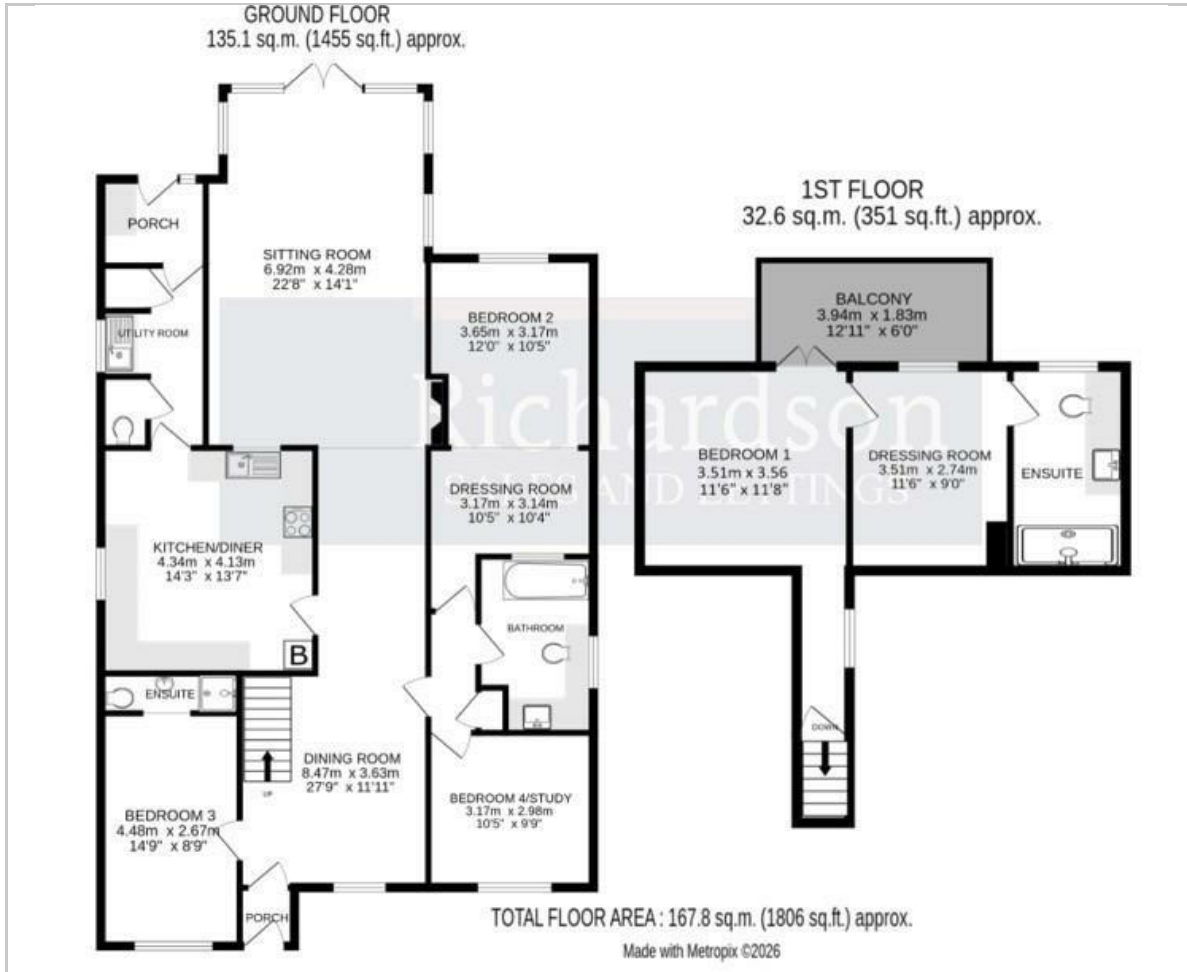 GROUND FLOOR
135.1 sq.m. (1455 sq.ft.) approx.
PORCH
SITTING ROOM
6.92m x 4.28m
22'8" x 14'1"
UTILITY ROOM
BEDROOM 2
3.65m x 3.17m
12'0" x 10'5"
DRESSING ROOM
3.17m x 3.14m
10'5" x 10'4"
KITCHEN/DINER
4.34m x 4.13m
14'3" x 13'7"
B
BATHROOM
ENSUITE
UP
DINING ROOM
8.47m x 3.63m
27'9" x 11'11"
BEDROOM 3
4.48m x 2.67m
14'9" x 8'9"
BEDROOM 4/STUDY
3.17m x 2.98m
10'5" x 9'9"
PORCH
1ST FLOOR
32.6 sq.m. (351 sq.ft.) approx.
BALCONY
3.94m x 1.83m
12'11" x 6'0"
BEDROOM 1
3.51m x 3.56
11'6" x 11'8"
DRESSING ROOM
3.51m x 2.74m
11'6" x 9'0"
ENSUITE
DOWN
Richardson
SALES AND LETTINGS
TOTAL FLOOR AREA : 167.8 sq.m. (1806 sq.ft.) approx.
Made with Metropix ©2026